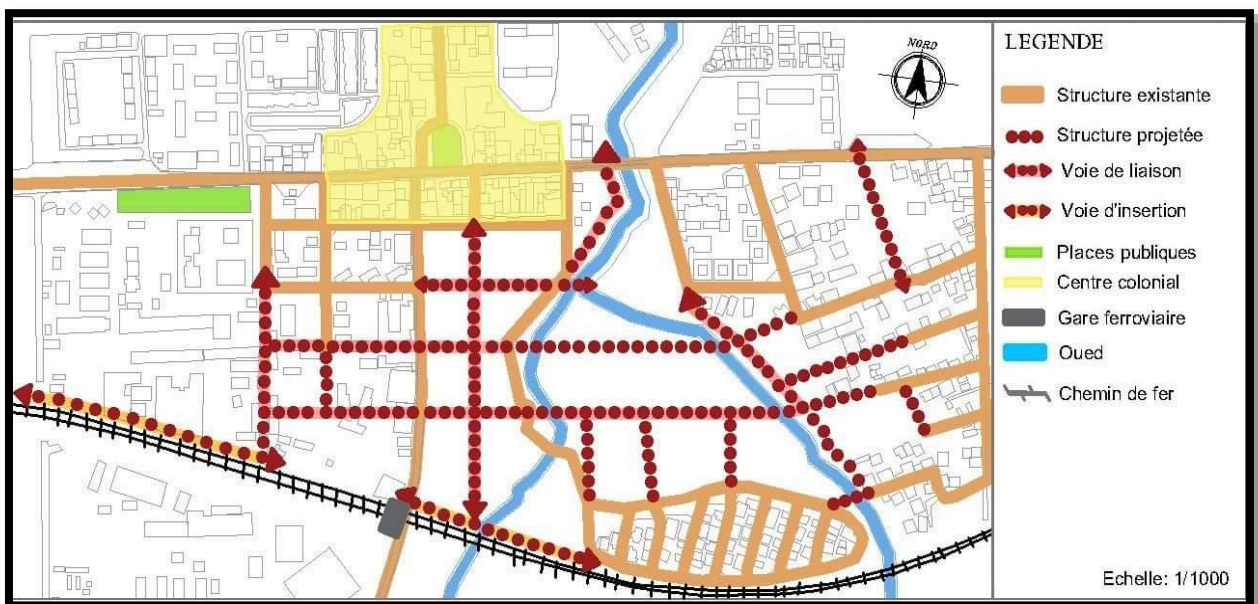 NORD
LEGENDE
Structure existante
Structure projetée
Voie de liaison
Voie d'insertion
Places publiques
Centre colonial
Gare ferroviaire
Oued
Chemin de fer
Echelle: 1/1000